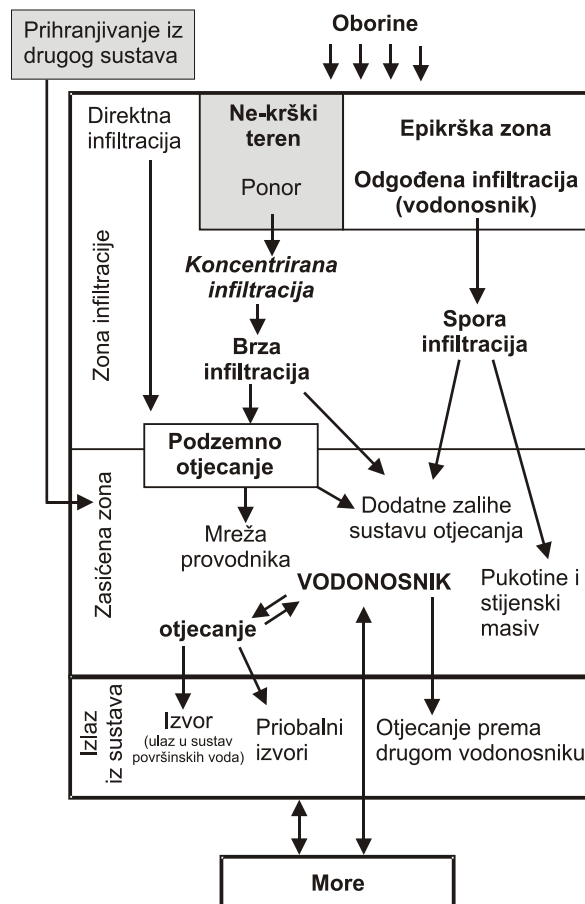 Prihranjivanje iz
drugog sustava
Oborine
Direktna
infiltracija
Ne-krški
teren
Ponor
Epikrška zona
Odgođena infiltracija
(vodonosnik)
Zona infiltracije
Koncentrirana
infiltracija
Brza
infiltracija
Spora
infiltracija
Podzemno
otjecanje
Zasićena zona
Mreža
provodnika
Dodatne zalihe
sustavu otjecanja
VODONOSNIK
Pukotine i
stijenski
masiv
otjecanje
Izlaz
iz sustava
Izvor
(ulaz u sustav
površinskih voda)
Priobalni
izvori
Otjecanje prema
drugom vodonosniku
More